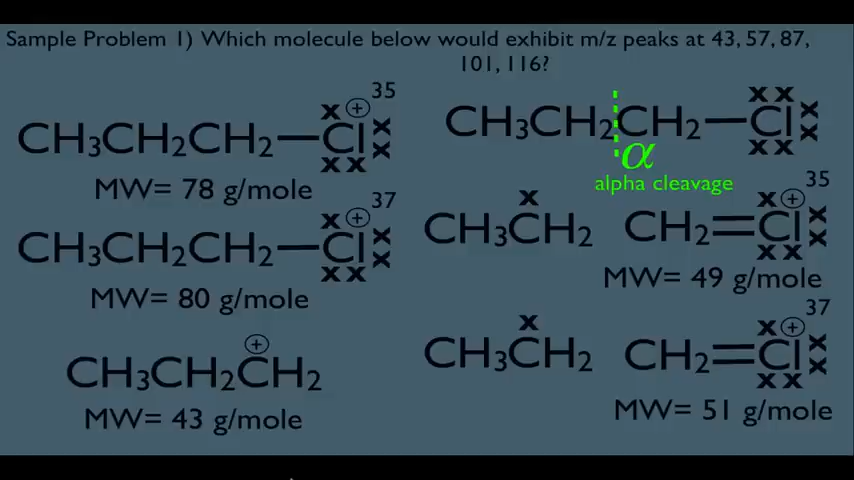 Sample Problem 1) Which molecule below would exhibit m/z peaks at 43, 57, 87,
101, 116?
CH3CH2CH2—Cl x ⊕ 35 x x x x
MW= 78 g/mole
CH3CH2CH2—Cl x ⊕ 37 x x x x
MW= 80 g/mole
CH3CH2CH2 ⊕
MW= 43 g/mole
CH3CH2CH2—Cl x x x x x x
α
alpha cleavage
CH3CH2 x CH2=Cl x ⊕ 35 x x x x
MW= 49 g/mole
CH3CH2 x CH2=Cl x ⊕ 37 x x x x
MW= 51 g/mole